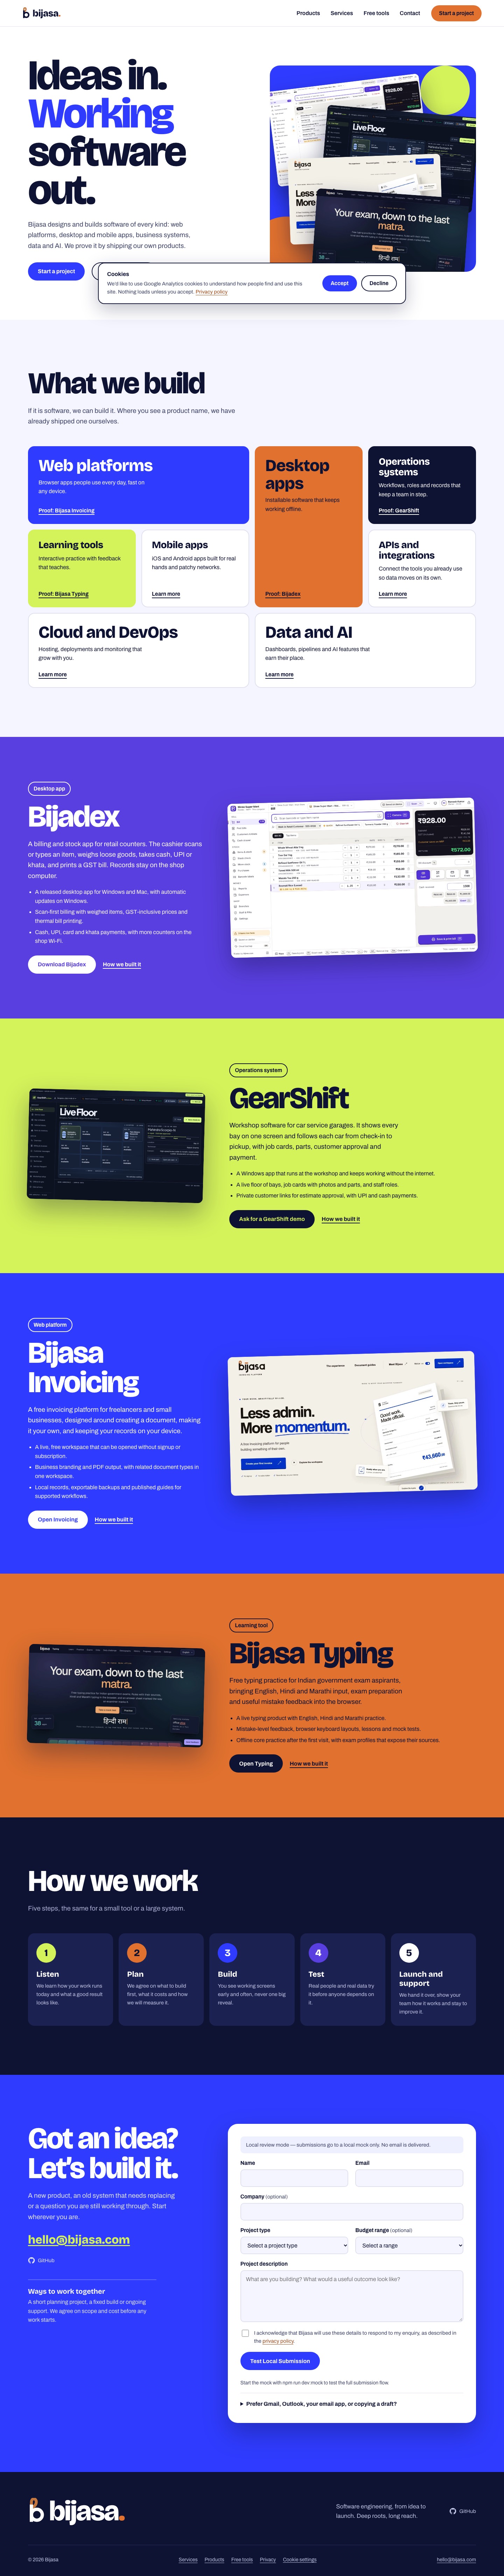 bijasa.
Products Services Free tools Contact Start a project
Ideas in.
Working
software
out.
Bijasa designs and builds software of every kind: web
platforms, desktop and mobile apps, business systems,
data and AI. We prove it by shipping our own products.
Start a project
₹928.00
Live Floor
bijasa
Your exam, down to the last
matra.
हिन्दी
38
Cookies
We'd like to use Google Analytics cookies to understand how people find and use this
site. Nothing loads unless you accept. Privacy policy
Accept Decline
What we build
If it is software, we can build it. Where you see a product name, we have
already shipped one ourselves.
Web platforms
Browser apps people use every day, fast on
any device.
Proof: Bijasa Invoicing
Desktop
apps
Installable software that keeps
working offline.
Proof: Bijadex
Operations
systems
Workflows, roles and records that
keep a team in step.
Proof: GearShift
Learning tools
Interactive practice with feedback
that teaches.
Proof: Bijasa Typing
Mobile apps
iOS and Android apps built for real
hands and patchy networks.
Learn more
APIs and
integrations
Connect the tools you already use
so data moves on its own.
Learn more
Cloud and DevOps
Hosting, deployments and monitoring that
grow with you.
Learn more
Data and AI
Dashboards, pipelines and AI features that
earn their place.
Learn more
Desktop app
Bijadex
A billing and stock app for retail counters. The cashier scans
or types an item, weighs loose goods, takes cash, UPI or
khata, and prints a GST bill. Records stay on the shop
computer.
• A released desktop app for Windows and Mac, with automatic
updates on Windows.
• Scan-first billing with weighed items, GST-inclusive prices and
thermal bill printing.
• Cash, UPI, card and khata payments, with more counters on the
shop Wi-Fi.
Download Bijadex How we built it
₹928.00
₹572.00
Operations system
GearShift
Workshop software for car service garages. It shows every
bay on one screen and follows each car from check-in to
pickup, with job cards, parts, customer approval and
payment.
• A Windows app that runs at the workshop and keeps working without the internet.
• A live floor of bays, job cards with photos and parts, and staff roles.
• Private customer links for estimate approval, with UPI and cash payments.
Ask for a GearShift demo How we built it
Live Floor
Web platform
Bijasa
Invoicing
A free invoicing platform for freelancers and small
businesses, designed around creating a document, making
it your own, and keeping your records on your device.
• A live, free workspace that can be opened without signup or
subscription.
• Business branding and PDF output, with related document types in
one workspace.
• Local records, exportable backups and published guides for
supported workflows.
Open Invoicing How we built it
bijasa
Less admin.
More momentum.
Good work.
Made official.
₹43,660
Learning tool
Bijasa Typing
Free typing practice for Indian government exam aspirants,
bringing English, Hindi and Marathi input, exam preparation
and useful mistake feedback into the browser.
• A live typing product with English, Hindi and Marathi practice.
• Mistake-level feedback, browser keyboard layouts, lessons and mock tests.
• Offline core practice after the first visit, with exam profiles that expose their sources.
Open Typing How we built it
Your exam, down to the last
matra.
हिन्दी
38
How we work
Five steps, the same for a small tool or a large system.
1
Listen
We learn how your work runs
today and what a good result
looks like.
2
Plan
We agree on what to build
first, what it costs and how
we will measure it.
3
Build
You see working screens
early and often, never one big
reveal.
4
Test
Real people and real data try
it before anyone depends on
it.
5
Launch and
support
We hand it over, show your
team how it works and stay to
improve it.
Got an idea?
Let's build it.
A new product, an old system that needs replacing
or a question you are still working through. Start
wherever you are.
hello@bijasa.com
GitHub
Ways to work together
A short planning project, a fixed build or ongoing
support. We agree on scope and cost before any
work starts.
Local review mode — submissions go to a local mock only. No email is delivered.
Name Email
Company (optional)
Project type Budget range (optional)
Select a project type Select a range
Project description
What are you building? What would a useful outcome look like?
I acknowledge that Bijasa will use these details to respond to my enquiry, as described in
the privacy policy.
Test Local Submission
Start the mock with npm run dev:mock to test the full submission flow.
Prefer Gmail, Outlook, your email app, or copying a draft?
bijasa.
Software engineering, from idea to
launch. Deep roots, long reach.
GitHub
© 2026 Bijasa Services Products Free tools Privacy Cookie settings hello@bijasa.com